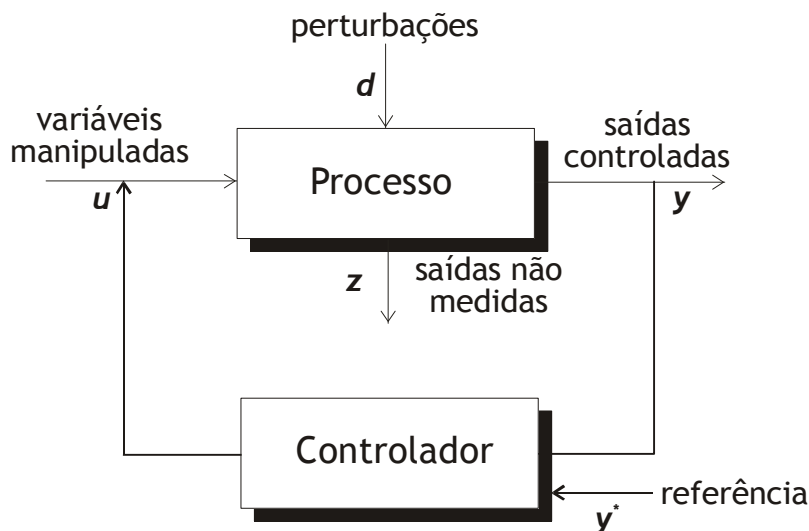 perturbações
d
variáveis
manipuladas
u
Processo
saídas
controladas
y
z
saídas não
medidas
Controlador
referência
y*